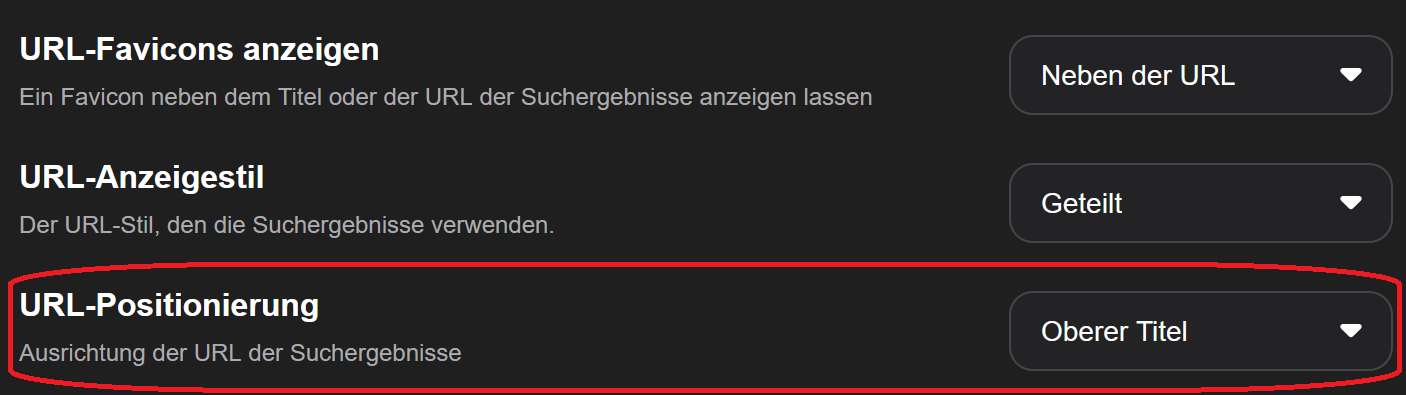 URL-Favicons anzeigen
Neben der URL
Ein Favicon neben dem Titel oder der URL der Suchergebnisse anzeigen lassen
URL-Anzeigestil
Geteilt
Der URL-Stil, den die Suchergebnisse verwenden.
URL-Positionierung
Oberer Titel
Ausrichtung der URL der Suchergebnisse